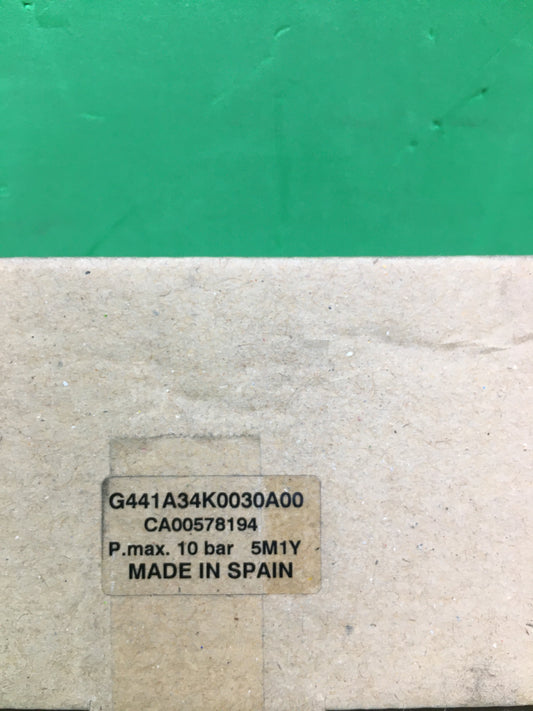 G441A34K0030A00
CA00578194
P.max. 10 bar 5M1Y
MADE IN SPAIN